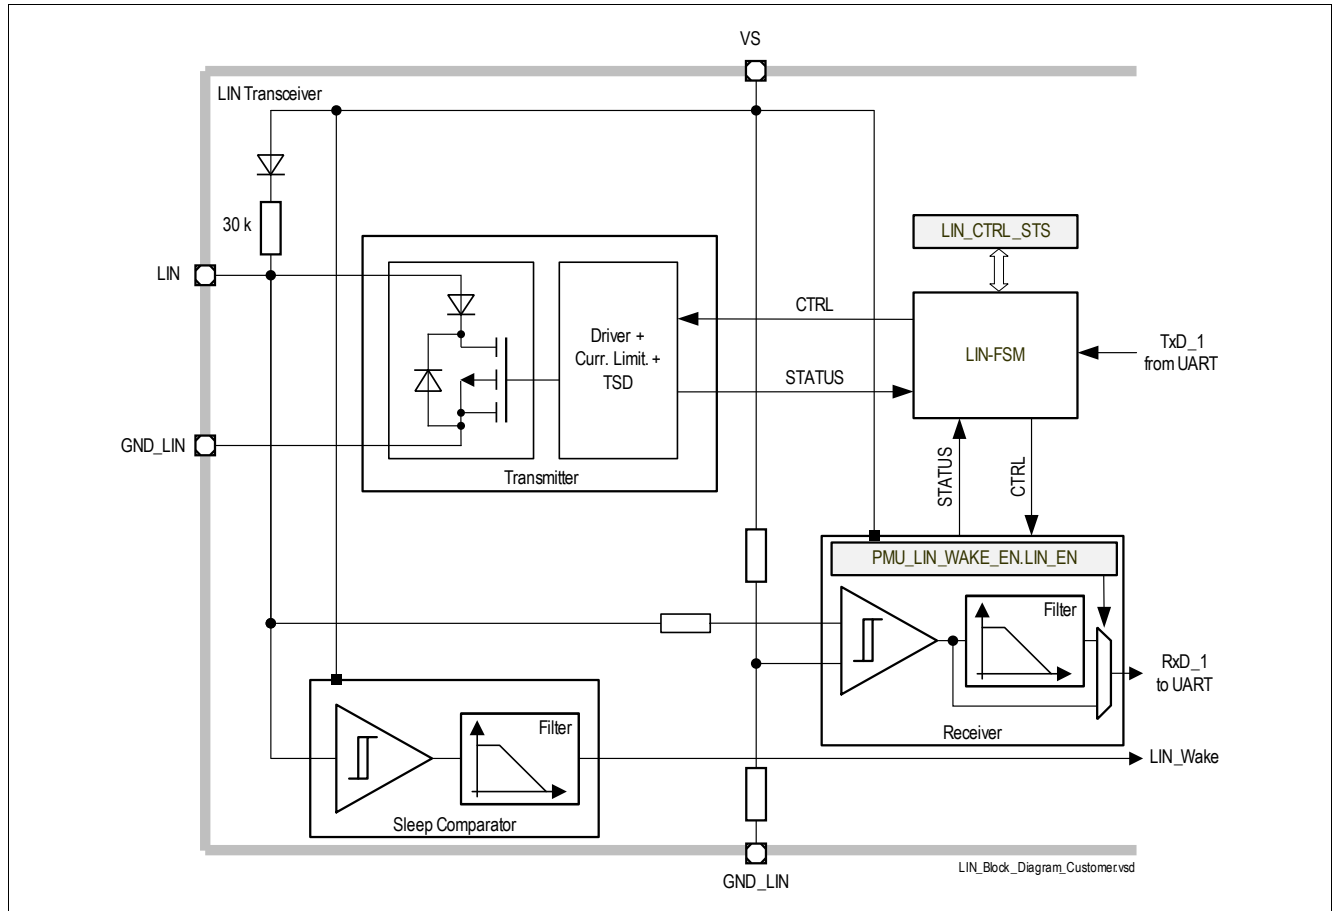 VS
LIN Transceiver
30 k
LIN
GND_LIN
Driver +
Curr. Limit. +
TSD
Transmitter
CTRL
STATUS
LIN_CTRL_STS
LIN-FSM
TxD_1
from UART
STATUS
CTRL
PMU_LIN_WAKE_EN.LIN_EN
Filter
Receiver
RxD_1
to UART
Filter
Sleep Comparator
LIN_Wake
GND_LIN
LIN_Block_Diagram_Customer.vsd